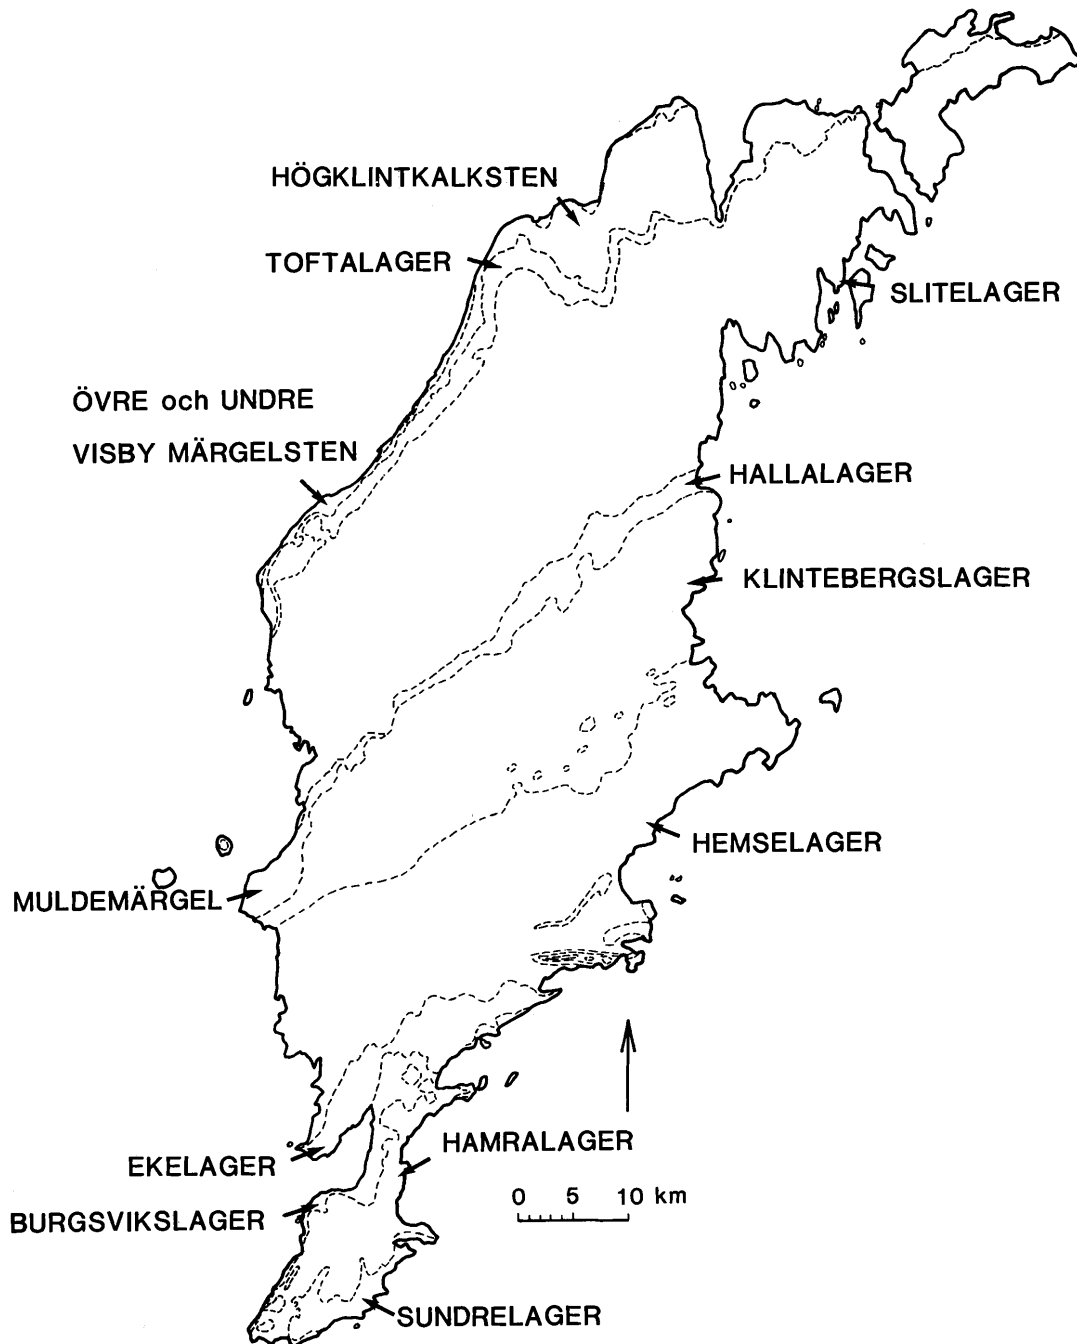 HÖGKLINTKALKSTEN
TOFTALAGER
SLITELAGER
ÖVRE och UNDRE
VISBY MÄRGELSTEN
HALLALAGER
KLINTEBERGSLAGER
HEMSELAGER
MULDEMÄRGEL
HAMRALAGER
EKELAGER
0 5 10 km
BURGSVIKSLAGER
SUNDRELAGER